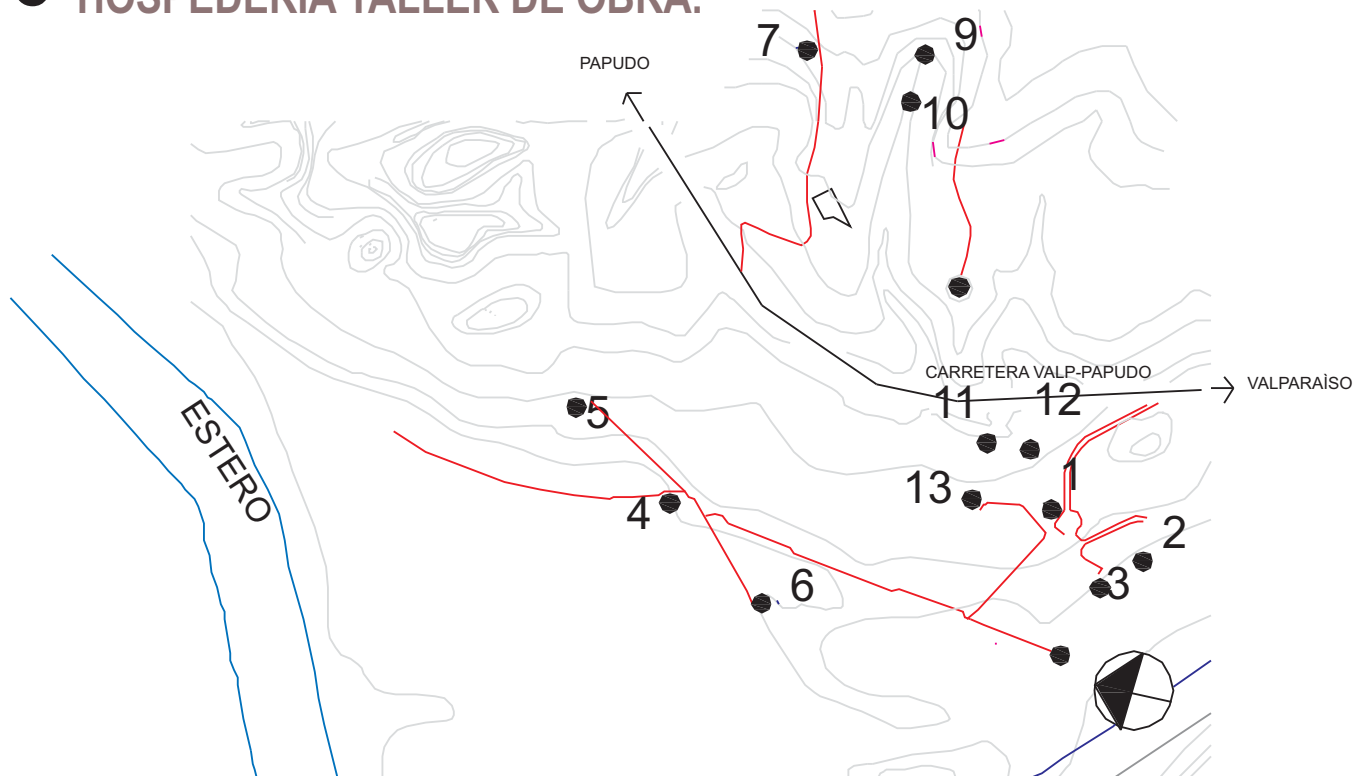 HOSPEDERIA TALLER DE OBRA.
7
9
PAPUDO
10
CARRETERA VALP-PAPUDO
VALPARAÌSO
11
12
5
ESTERO
1
13
4
2
3
6